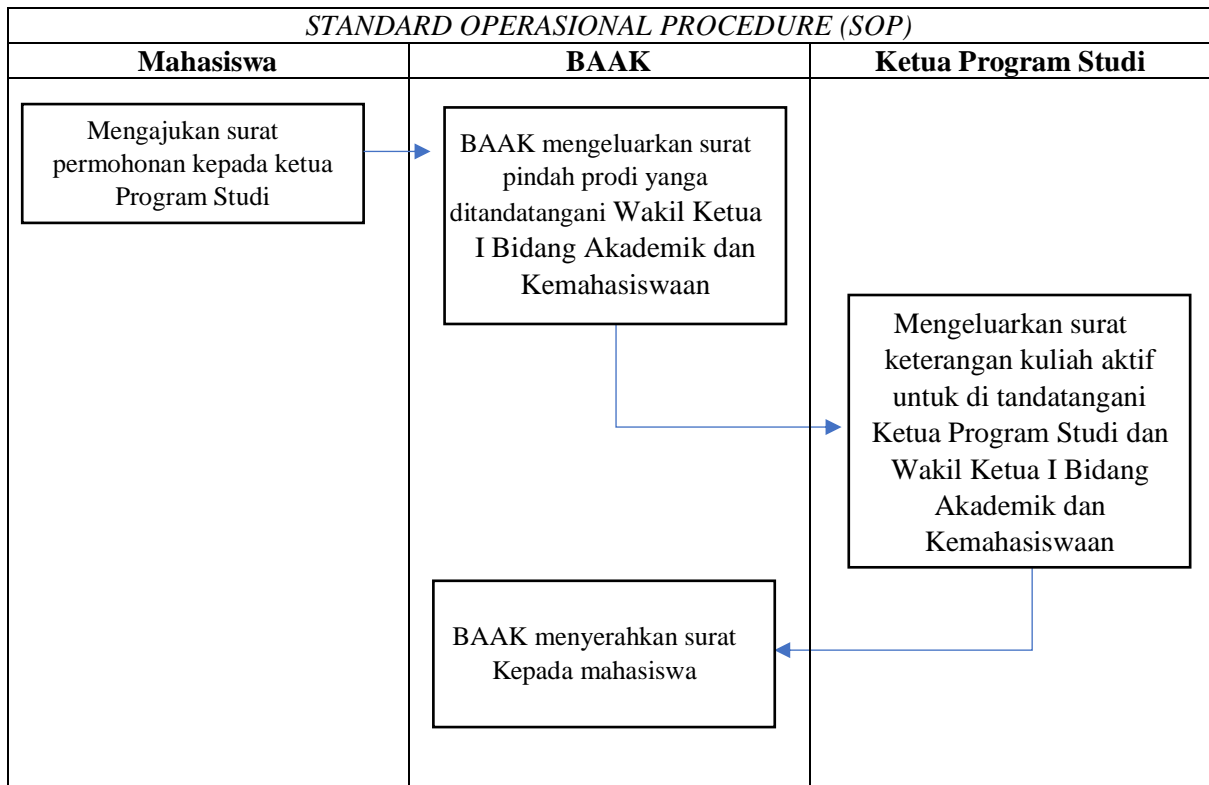 STANDARD OPERASIONAL PROCEDURE (SOP)
Mahasiswa
BAAK
Ketua Program Studi
Mengajukan surat
permohonan kepada ketua
Program Studi
BAAK mengeluarkan surat
pindah prodi yanga
ditandatangani Wakil Ketua
I Bidang Akademik dan
Kemahasiswaan
Mengeluarkan surat
keterangan kuliah aktif
untuk di tandatangani
Ketua Program Studi dan
Wakil Ketua I Bidang
Akademik dan
Kemahasiswaan
BAAK menyerahkan surat
Kepada mahasiswa